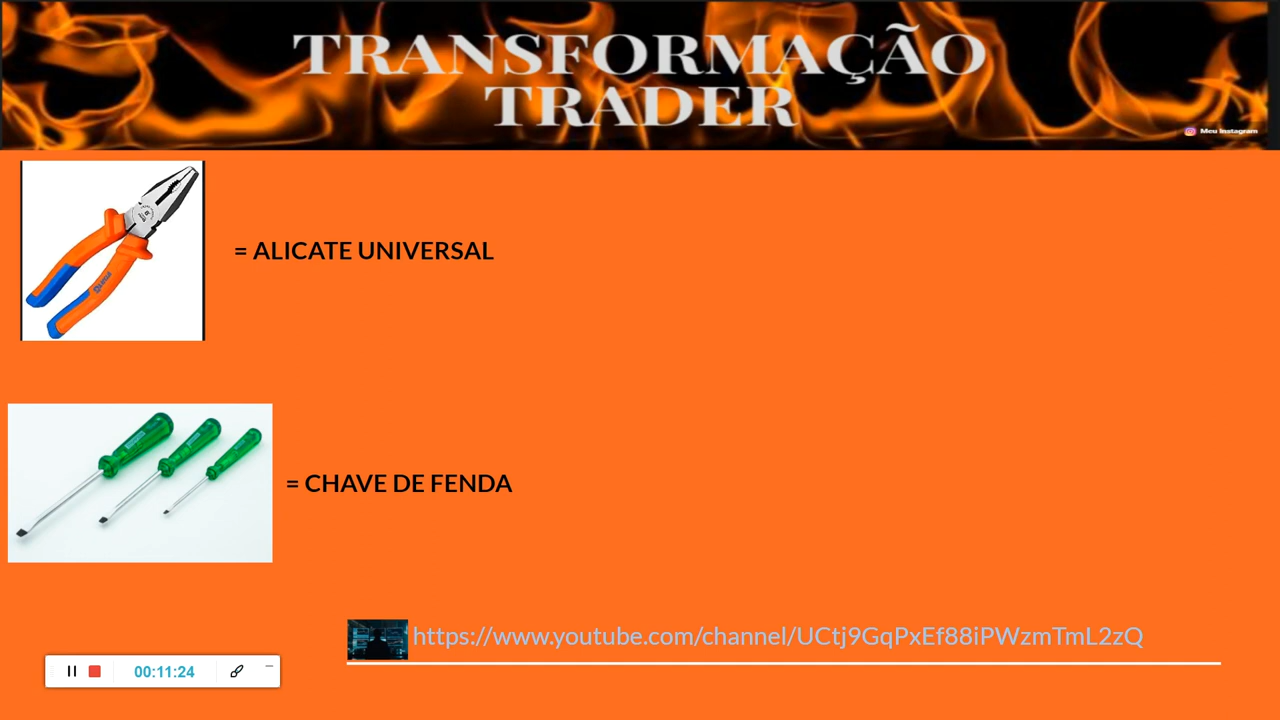 TRANSFORMAÇÃO
TRADER
Meu Instagram
= ALICATE UNIVERSAL
= CHAVE DE FENDA
https://www.youtube.com/channel/UCtj9GqPxEf88iPWzmTmL2zQ
00:11:24